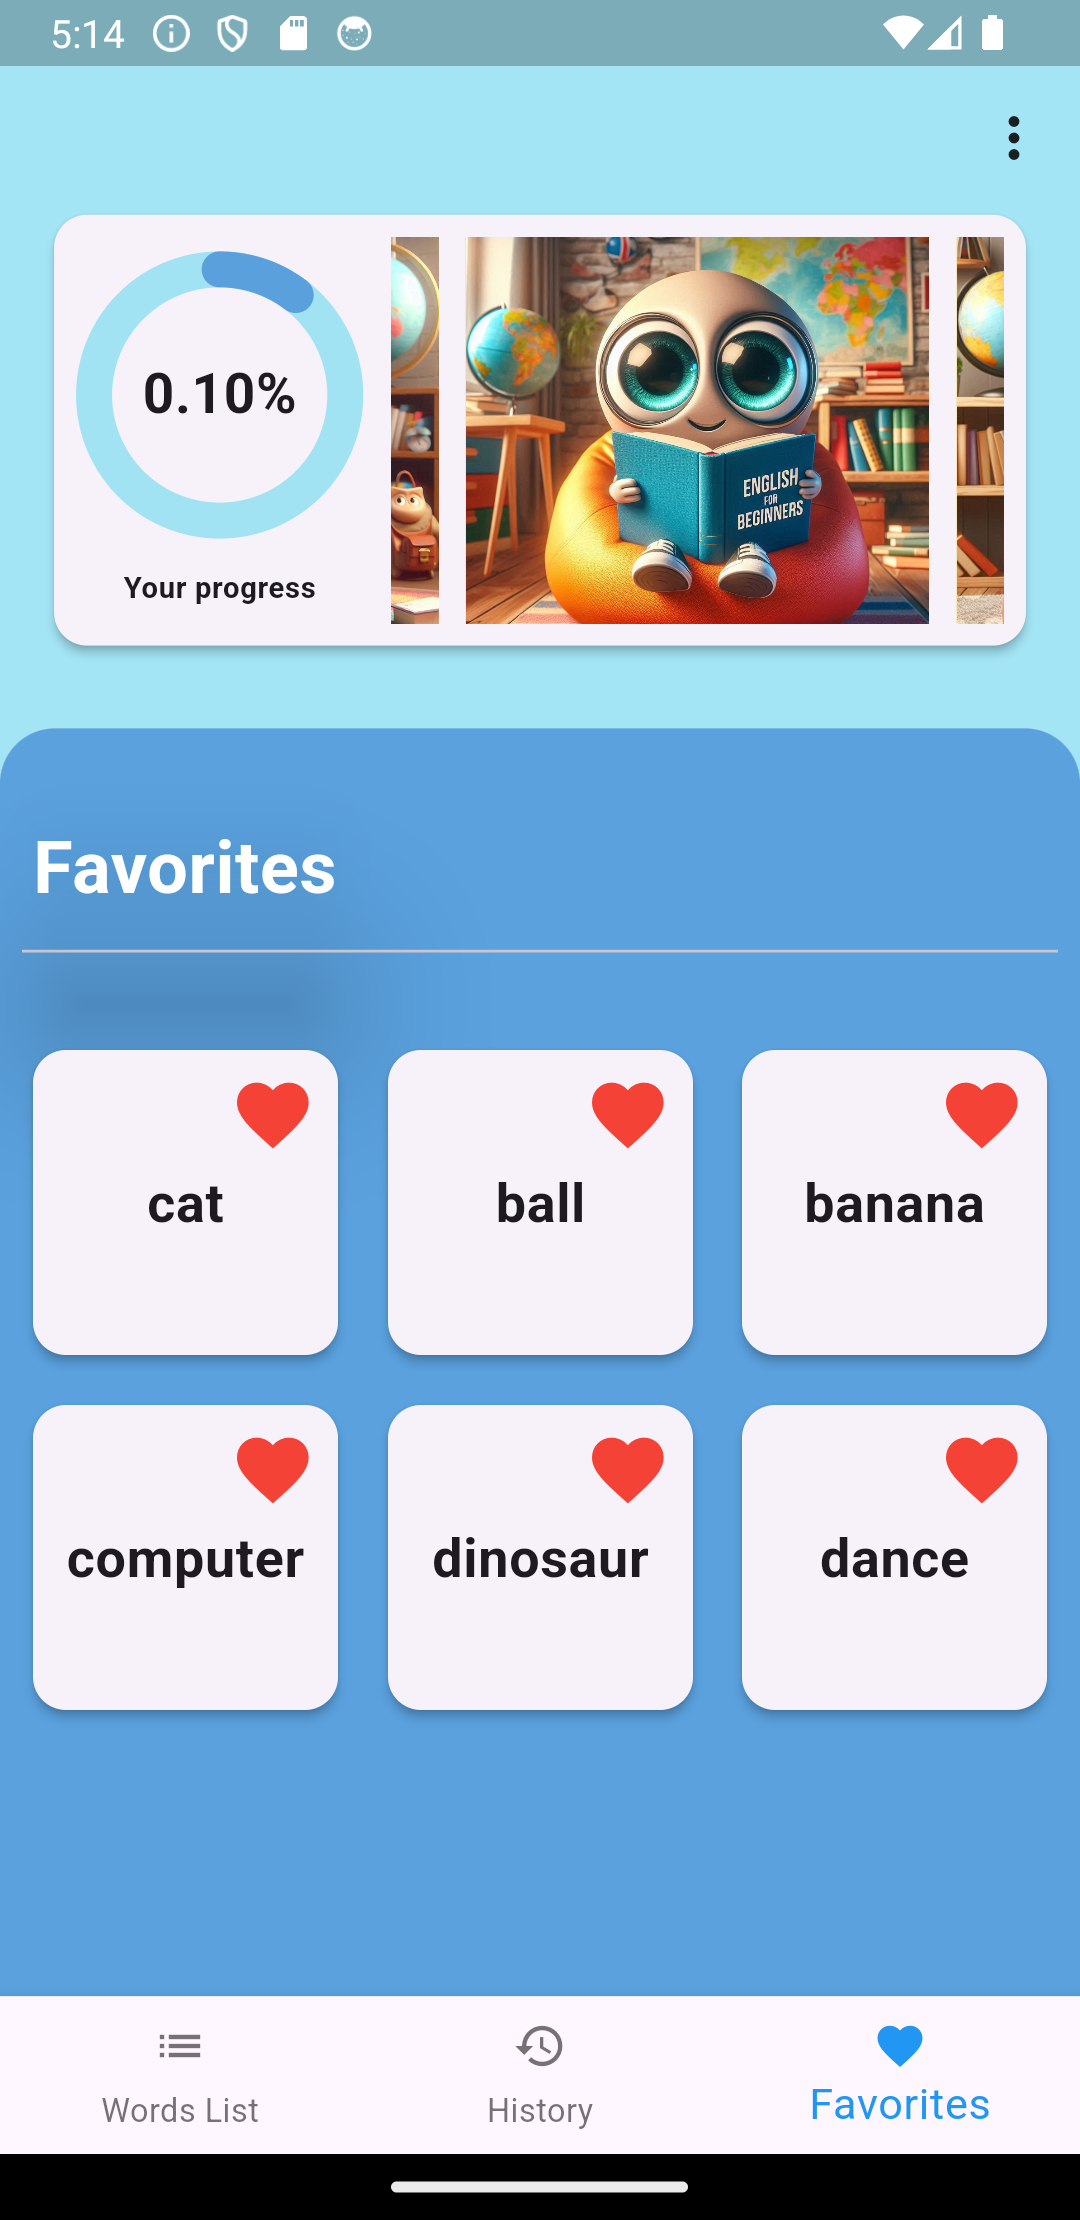 5:14
0.10%
Your progress
ENGLISH
FOR
BEGINNERS
Favorites
cat
ball
banana
computer
dinosaur
dance
Words List
History
Favorites